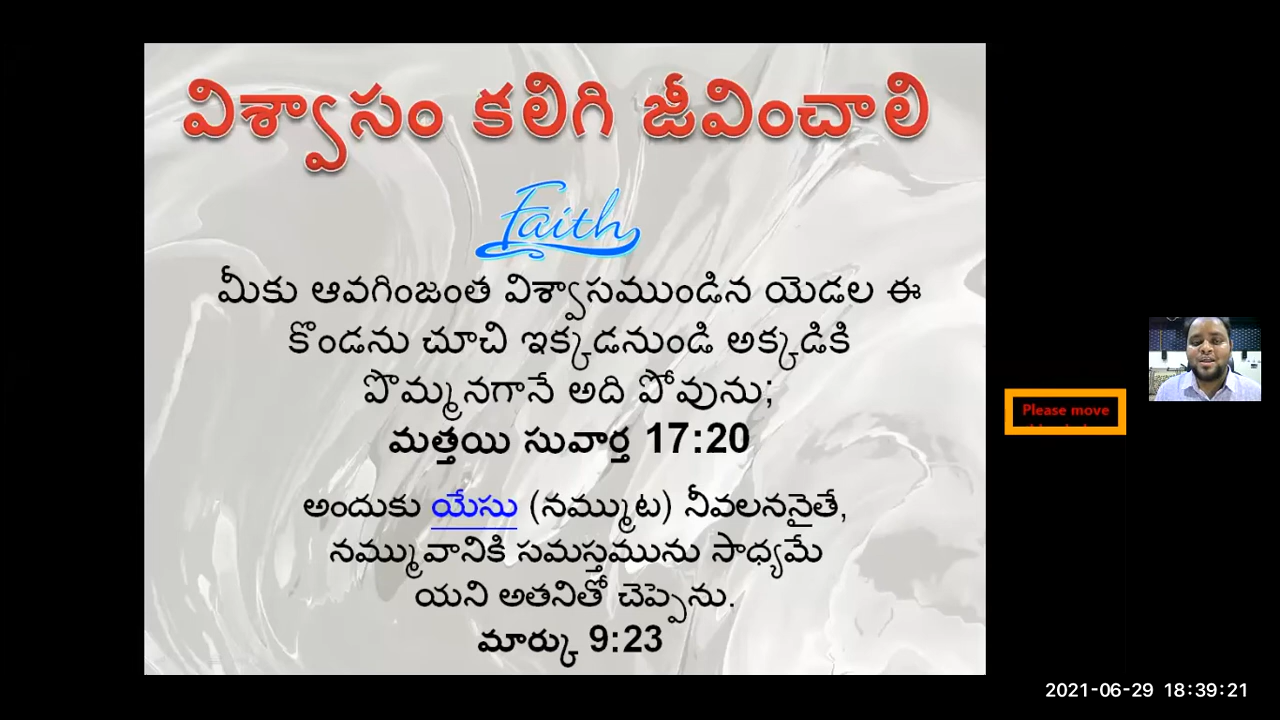 విశ్వాసం కలిగి జీవించాలి
Faith
మీకు ఆవగింజంత విశ్వాసముండిన యెడల ఈ
కొండను చూచి ఇక్కడనుండి అక్కడికి
పొమ్మనగానే అది పోవును;
మత్తయి సువార్త 17:20
అందుకు యేసు (నమ్ముట) నీవలననైతే,
నమ్మువానికి సమస్తమును సాధ్యమే
యని అతనితో చెప్పెను.
మార్కు 9:23
Please move
2021-06-29 18:39:21